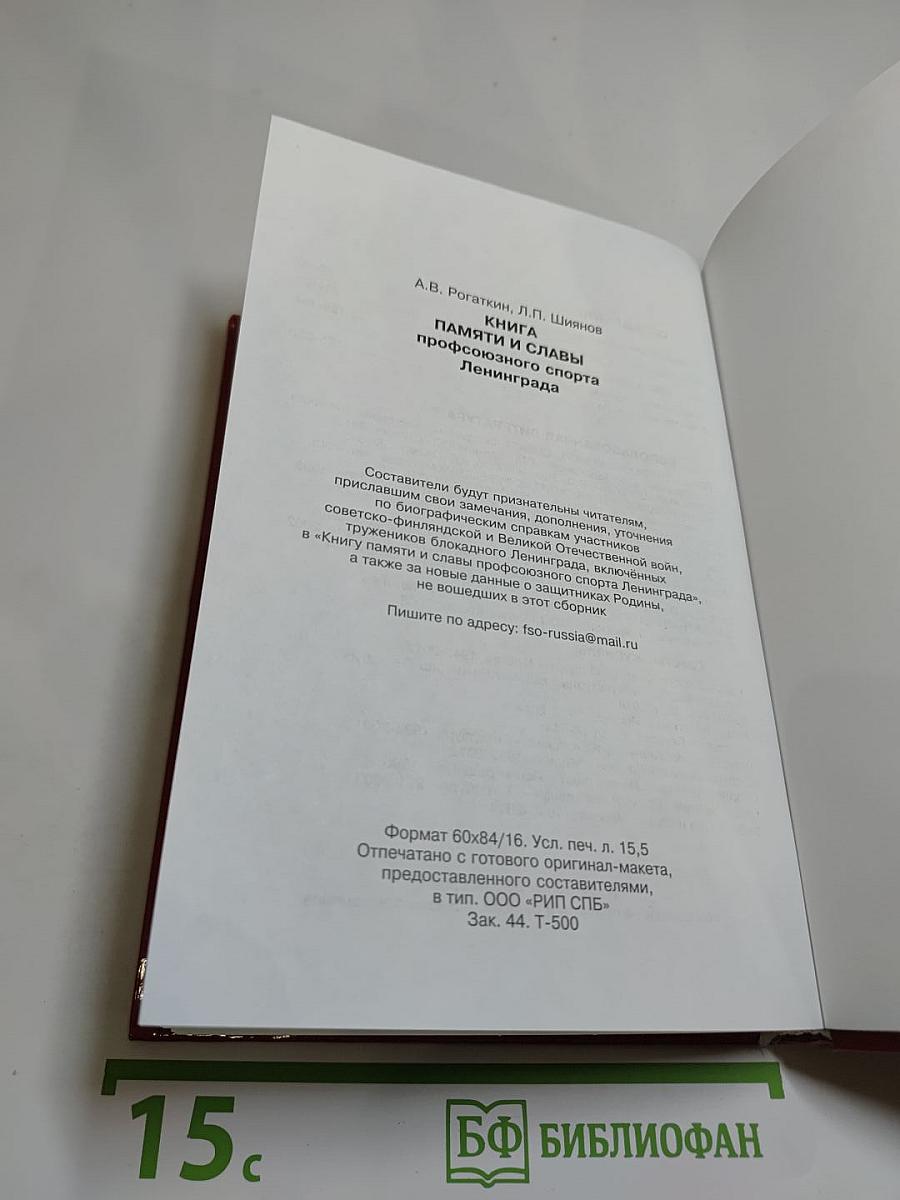 А.В. Рогаткин, Л.П. Шиянов
КНИГА
ПАМЯТИ И СЛАВЫ
профсоюзного спорта
Ленинграда
Составители будут признательны читателям,
приславшим свои замечания, дополнения, уточнения
по биографическим справкам участников
советско-финляндской и Великой Отечественной войн,
тружеников блокадного Ленинграда, включённых
в «Книгу памяти и славы профсоюзного спорта Ленинграда»,
а также за новые данные о защитниках Родины,
не вошедших в этот сборник
Пишите по адресу: fso-russia@mail.ru
Формат 60х84/16. Усл. печ. л. 15,5
Отпечатано с готового оригинал-макета,
предоставленного составителями,
в тип. ООО «РИП СПБ»
Зак. 44. Т-500
15 с
БФ БИБЛИОФАН